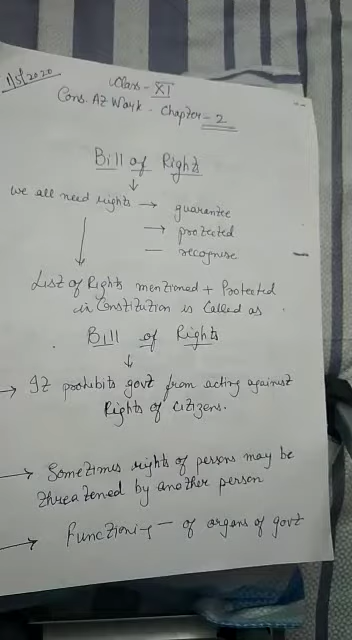 1/5/2020
Class - XI
Cons. At Work - Chapter - 2
Bill of Rights
↓
we all need rights → guarantee
→ protected
— recognise
List of Rights mentioned + Protected
in Constitution is called as
Bill of Rights
↓
→ It prohibits govt from acting against
Rights of citizens.
→ Sometimes rights of persons may be
threatened by another person
→ Functioning — of organs of govt